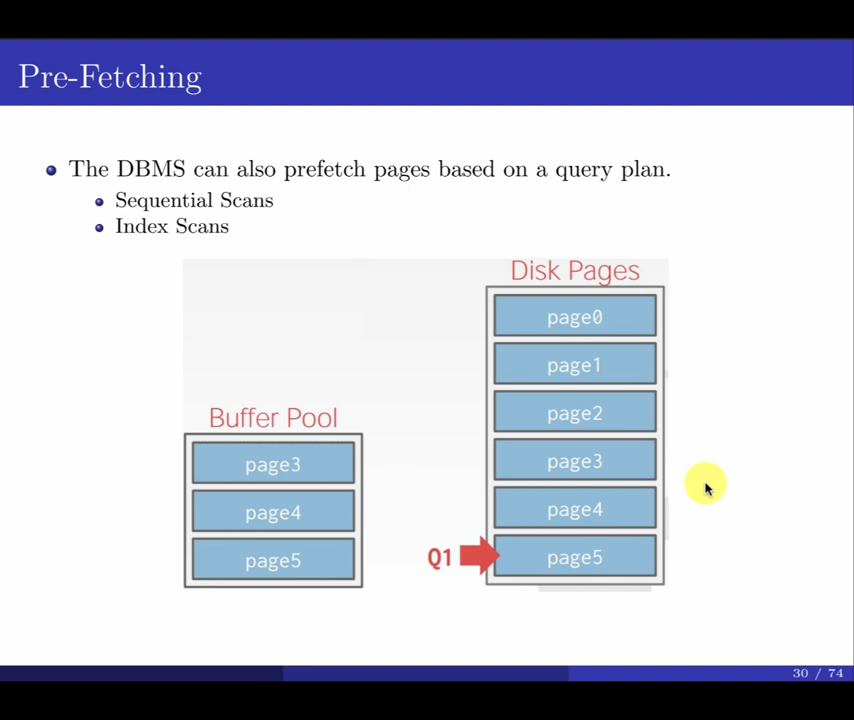 Pre-Fetching
The DBMS can also prefetch pages based on a query plan.
Sequential Scans
Index Scans
Disk Pages
page0
page1
page2
page3
page4
page5
Buffer Pool
page3
page4
page5
Q1
30 / 74